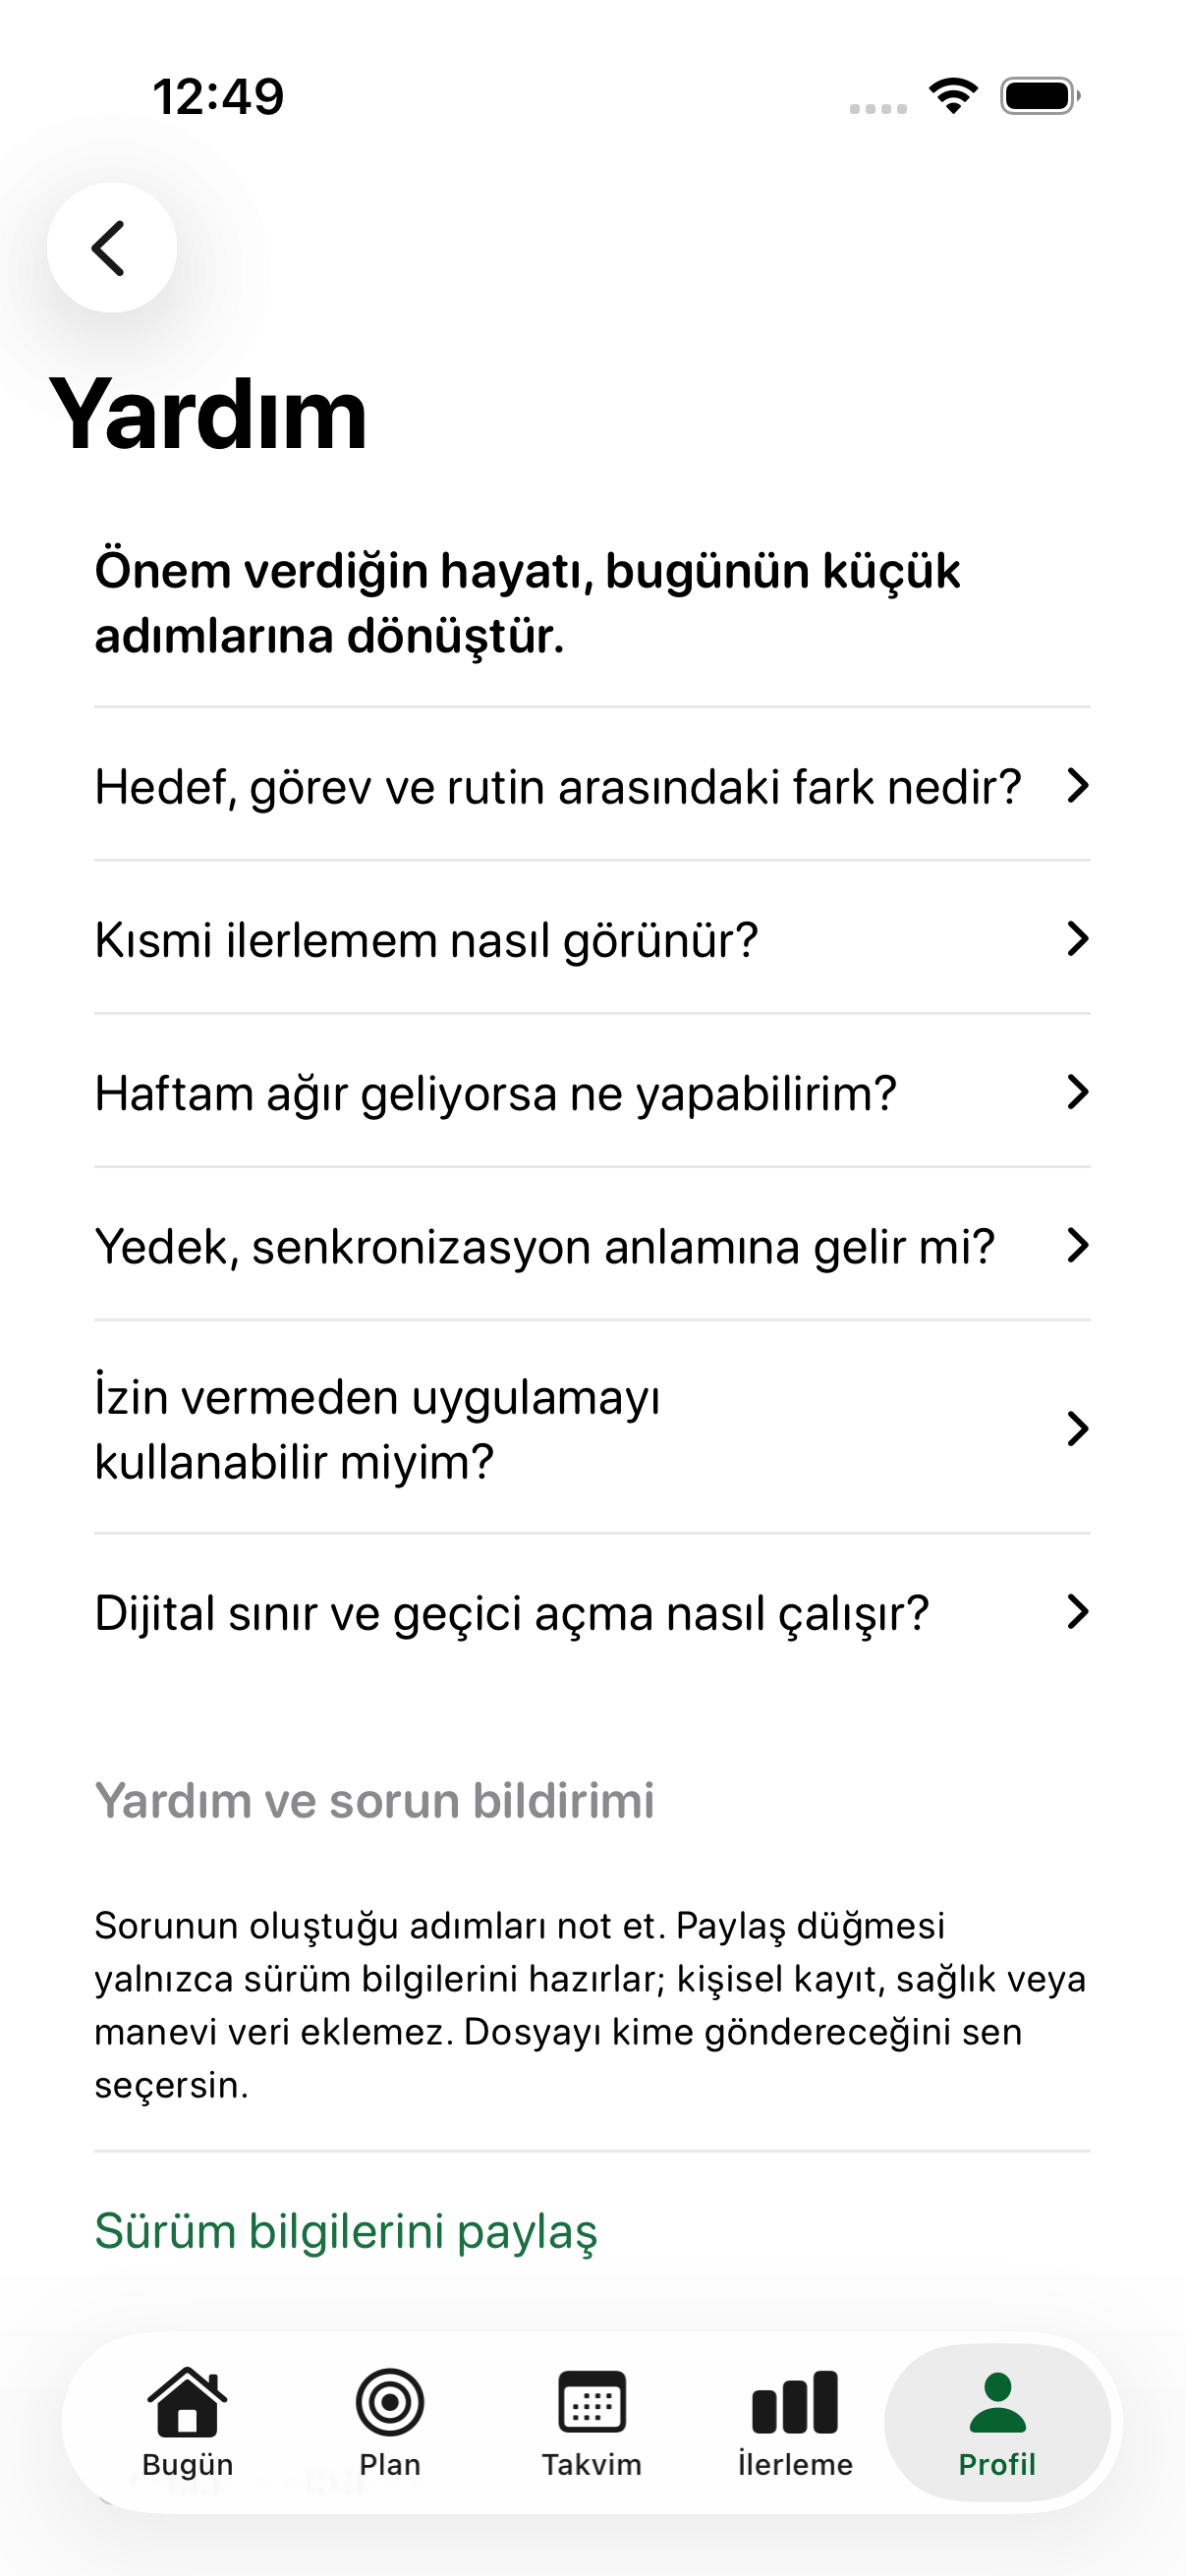 12:49
Yardım
Önem verdiğin hayatı, bugünün küçük
adımlarına dönüştür.
Hedef, görev ve rutin arasındaki fark nedir?
Kısmi ilerlemem nasıl görünür?
Haftam ağır geliyorsa ne yapabilirim?
Yedek, senkronizasyon anlamına gelir mi?
İzin vermeden uygulamayı
kullanabilir miyim?
Dijital sınır ve geçici açma nasıl çalışır?
Yardım ve sorun bildirimi
Sorunun oluştuğu adımları not et. Paylaş düğmesi
yalnızca sürüm bilgilerini hazırlar; kişisel kayıt, sağlık veya
manevi veri eklemez. Dosyayı kime göndereceğini sen
seçersin.
Sürüm bilgilerini paylaş
Bugün
Plan
Takvim
İlerleme
Profil